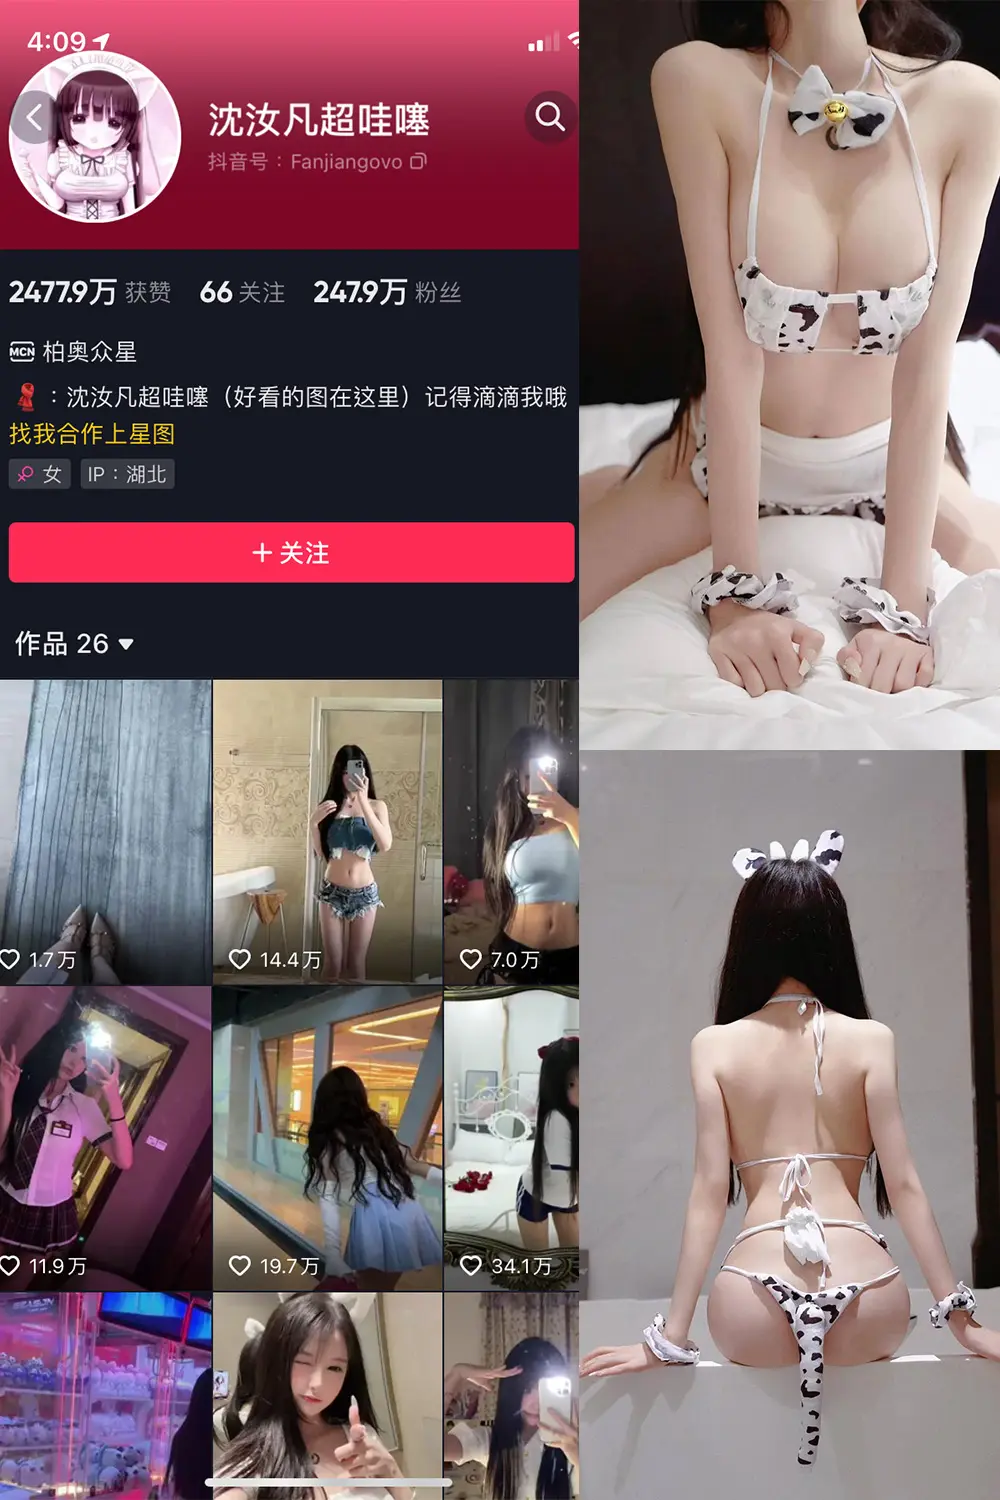 4:09
沈汝凡超哇噻
抖音号：Fanjiangovo
2477.9万 获赞 66 关注 247.9万 粉丝
MCN 柏奥众星
：沈汝凡超哇噻（好看的图在这里）记得滴滴我哦
找我合作上星图
女 IP：湖北
+ 关注
作品 26
1.7万 14.4万 7.0万
11.9万 19.7万 34.1万